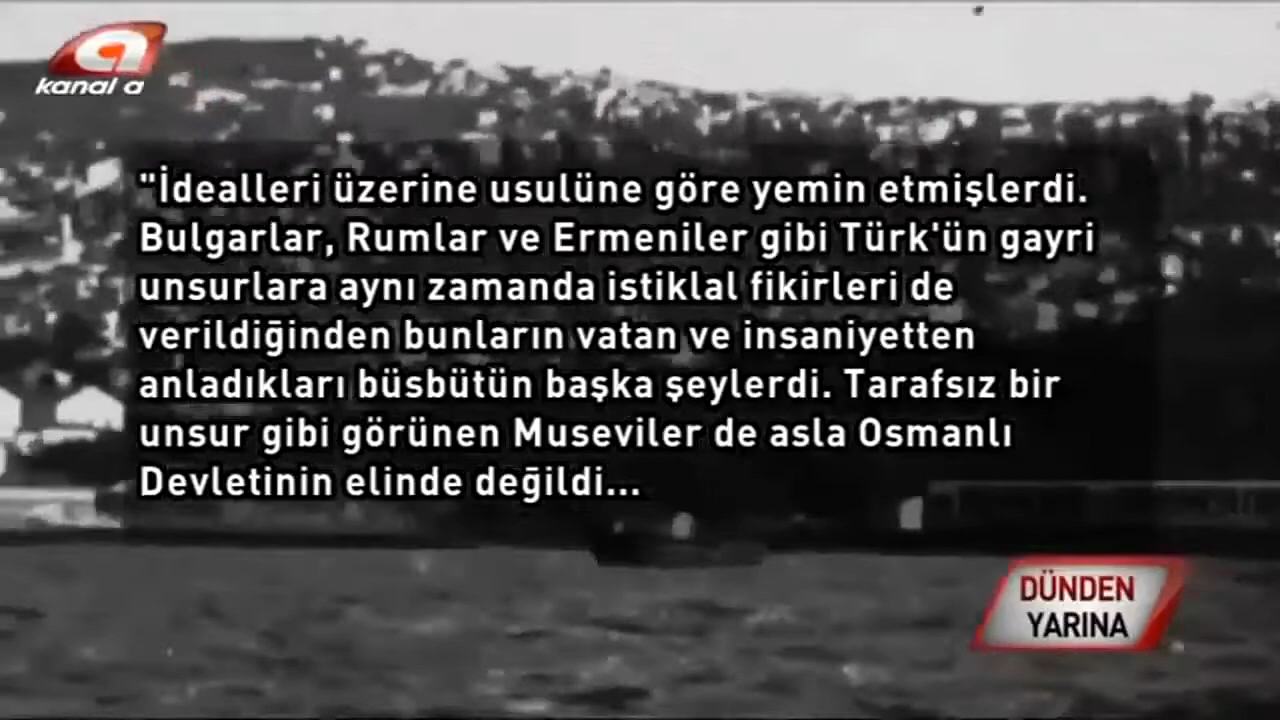 a
kanal a
"İdealleri üzerine usulüne göre yemin etmişlerdi.
Bulgarlar, Rumlar ve Ermeniler gibi Türk'ün gayri
unsurlara aynı zamanda istiklal fikirleri de
verildiğinden bunların vatan ve insaniyetten
anladıkları büsbütün başka şeylerdi. Tarafsız bir
unsur gibi görünen Museviler de asla Osmanlı
Devletinin elinde değildi...
DÜNDEN
YARINA